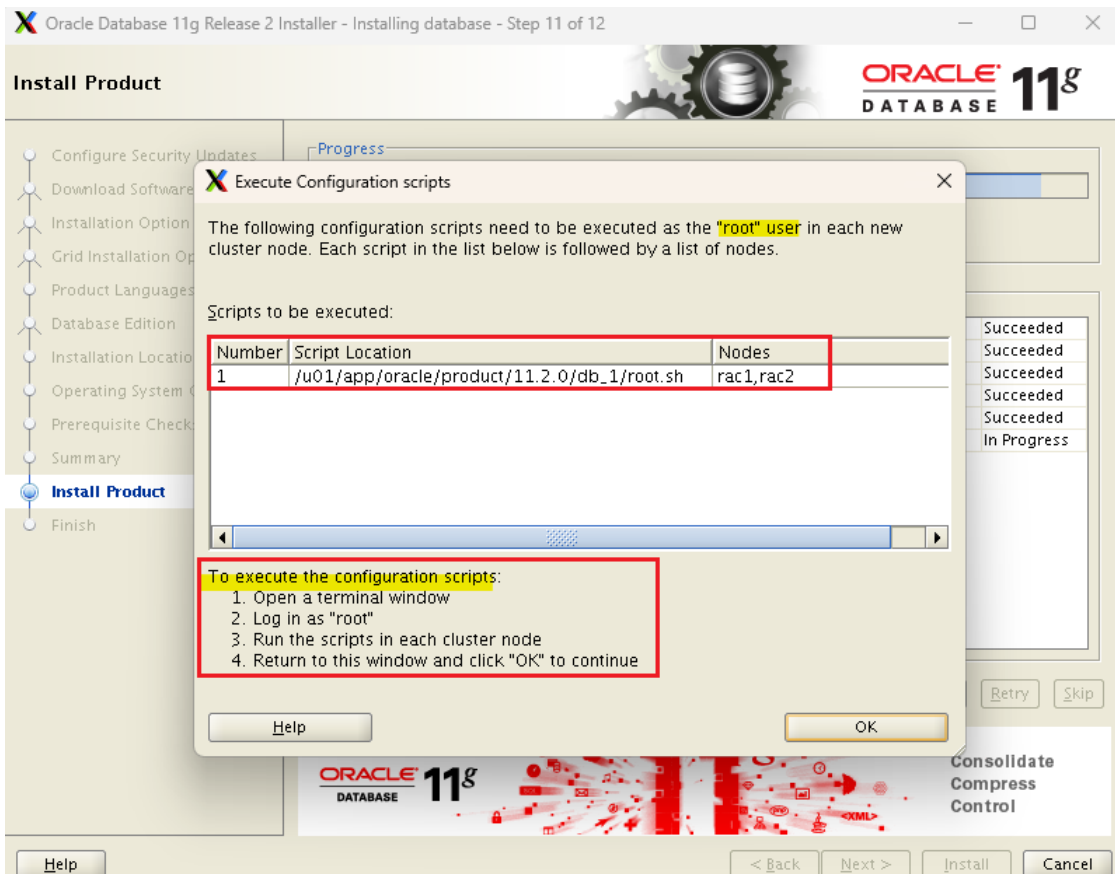 Oracle Database 11g Release 2 Installer - Installing database - Step 11 of 12
Install Product
ORACLE 11g
DATABASE
Configure Security Updates
Download Software
Installation Option
Grid Installation Op
Product Languages
Database Edition
Installation Locatio
Operating System
Prerequisite Check
Summary
Install Product
Finish
Progress
Execute Configuration scripts
The following configuration scripts need to be executed as the "root" user in each new
cluster node. Each script in the list below is followed by a list of nodes.
Scripts to be executed:
Number Script Location Nodes
1 /u01/app/oracle/product/11.2.0/db_1/root.sh rac1,rac2
To execute the configuration scripts:
1. Open a terminal window
2. Log in as "root"
3. Run the scripts in each cluster node
4. Return to this window and click "OK" to continue
Help OK
Succeeded
Succeeded
Succeeded
Succeeded
Succeeded
In Progress
Retry Skip
ORACLE 11g
DATABASE
<XML>
Consolidate
Compress
Control
Help < Back Next > Install Cancel